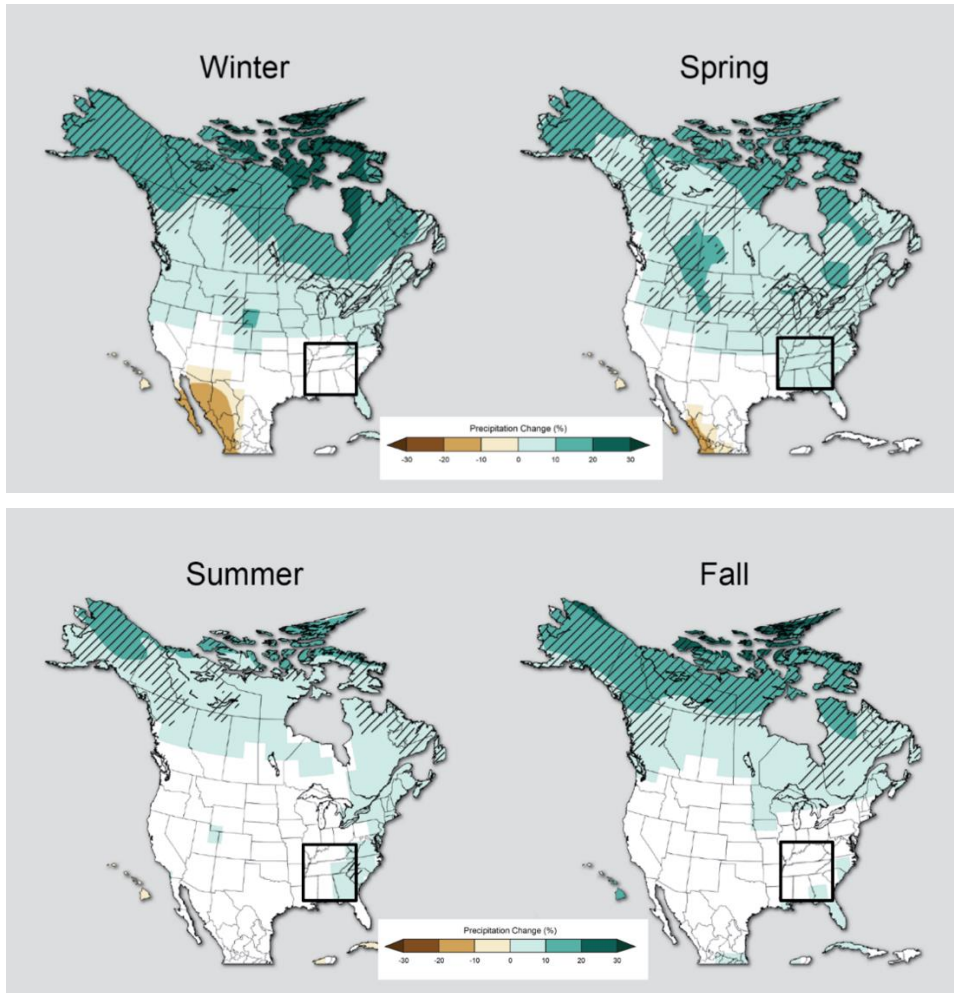 Winter
Spring
Precipitation Change (%)
-30 -20 -10 0 10 20 30
Summer
Fall
Precipitation Change (%)
-30 -20 -10 0 10 20 30